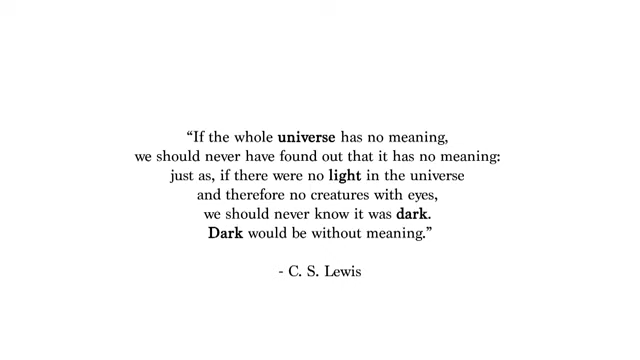 “If the whole universe has no meaning,
we should never have found out that it has no meaning:
just as, if there were no light in the universe
and therefore no creatures with eyes,
we should never know it was dark.
Dark would be without meaning.”
- C. S. Lewis